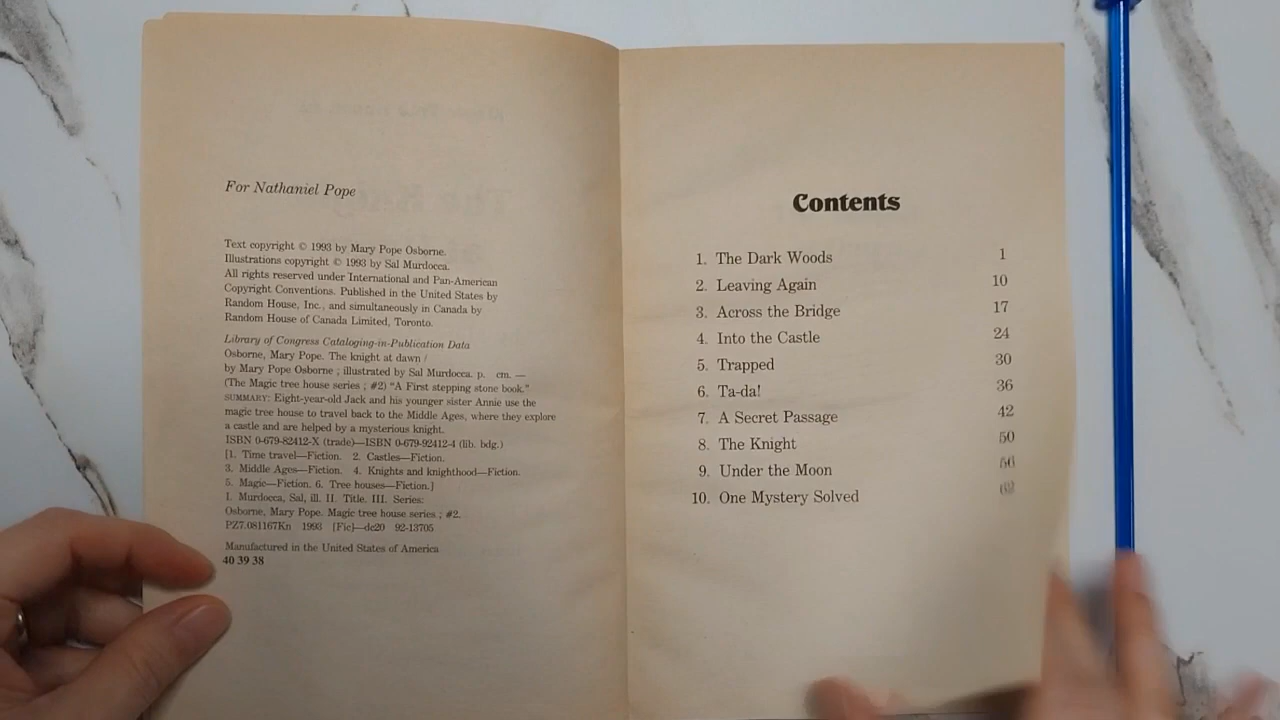 For Nathaniel Pope
Text copyright © 1993 by Mary Pope Osborne.
Illustrations copyright © 1993 by Sal Murdocca.
All rights reserved under International and Pan-American
Copyright Conventions. Published in the United States by
Random House, Inc., and simultaneously in Canada by
Random House of Canada Limited, Toronto.
Library of Congress Cataloging-in-Publication Data
Osborne, Mary Pope. The knight at dawn /
by Mary Pope Osborne ; illustrated by Sal Murdocca. p. cm. —
(The Magic tree house series ; #2) “A First stepping stone book.”
SUMMARY: Eight-year-old Jack and his younger sister Annie use the
magic tree house to travel back to the Middle Ages, where they explore
a castle and are helped by a mysterious knight.
ISBN 0-679-82412-X (trade)—ISBN 0-679-92412-4 (lib. bdg.)
[1. Time travel—Fiction. 2. Castles—Fiction.
3. Middle Ages—Fiction. 4. Knights and knighthood—Fiction.
5. Magic—Fiction. 6. Tree houses—Fiction.]
I. Murdocca, Sal, ill. II. Title. III. Series:
Osborne, Mary Pope. Magic tree house series ; #2.
PZ7.081167Kn 1993 [Fic]—dc20 92-13705
Manufactured in the United States of America
40 39 38
Contents
1. The Dark Woods 1
2. Leaving Again 10
3. Across the Bridge 17
4. Into the Castle 24
5. Trapped 30
6. Ta-da! 36
7. A Secret Passage 42
8. The Knight 50
9. Under the Moon 56
10. One Mystery Solved